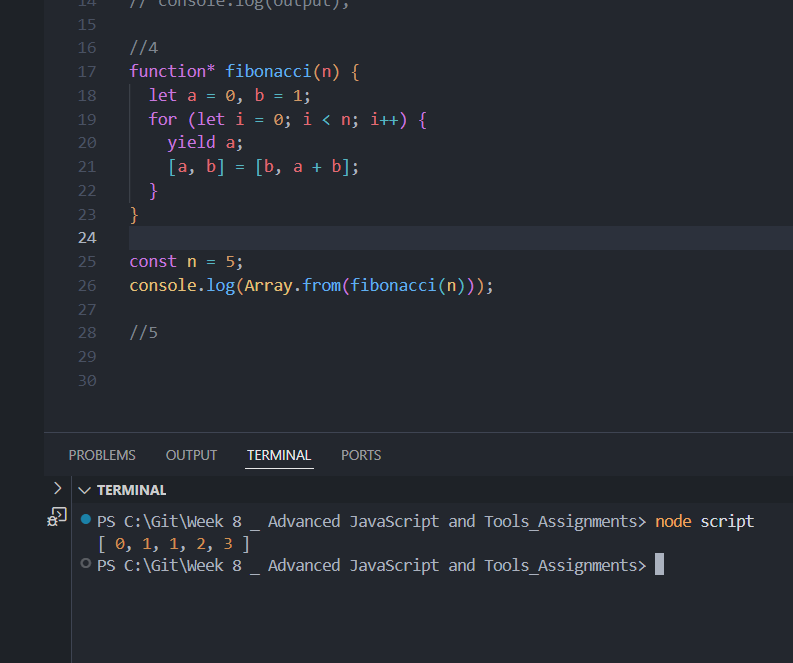 14 // console.log(output);
15
16 //4
17 function* fibonacci(n) {
18 let a = 0, b = 1;
19 for (let i = 0; i < n; i++) {
20 yield a;
21 [a, b] = [b, a + b];
22 }
23 }
24
25 const n = 5;
26 console.log(Array.from(fibonacci(n)));
27
28 //5
29
30
PROBLEMS OUTPUT TERMINAL PORTS
TERMINAL
PS C:\Git\Week 8 _ Advanced JavaScript and Tools_Assignments> node script
[ 0, 1, 1, 2, 3 ]
PS C:\Git\Week 8 _ Advanced JavaScript and Tools_Assignments>